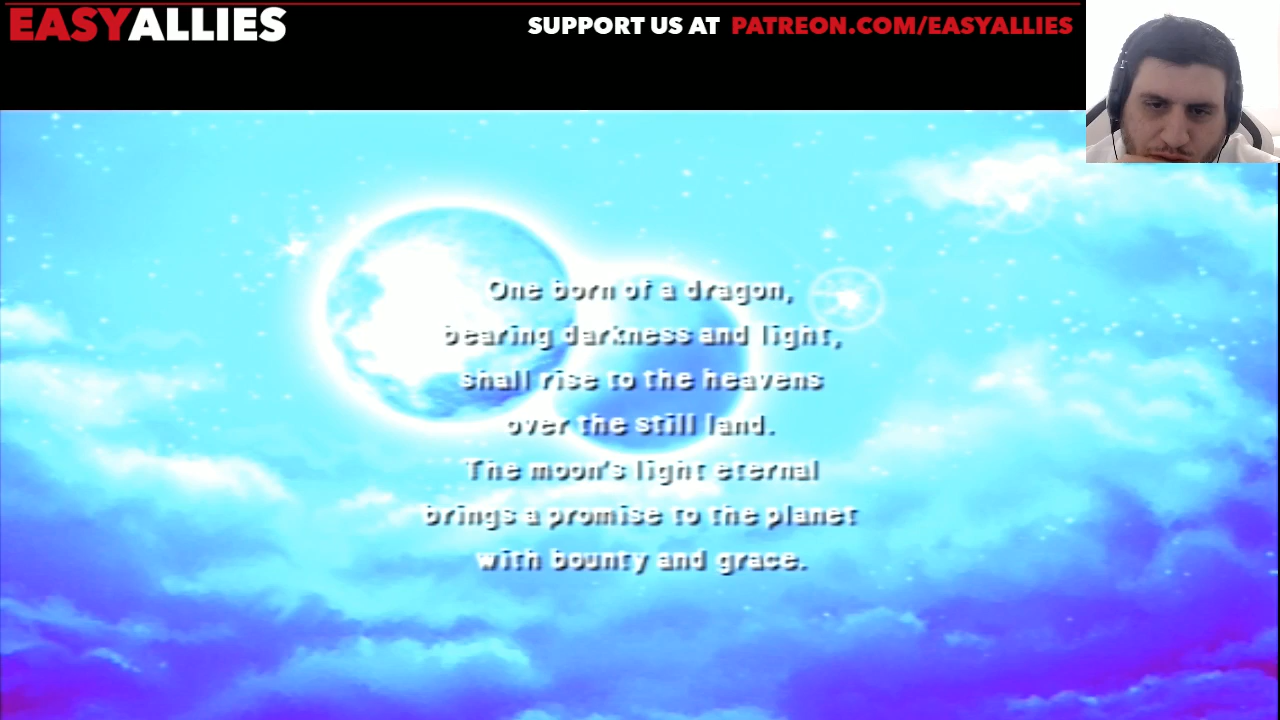 EASYALLIES
SUPPORT US AT PATREON.COM/EASYALLIES
One born of a dragon,
bearing darkness and light,
shall rise to the heavens
over the still land.
The moon's light eternal
brings a promise to the planet
with bounty and grace.